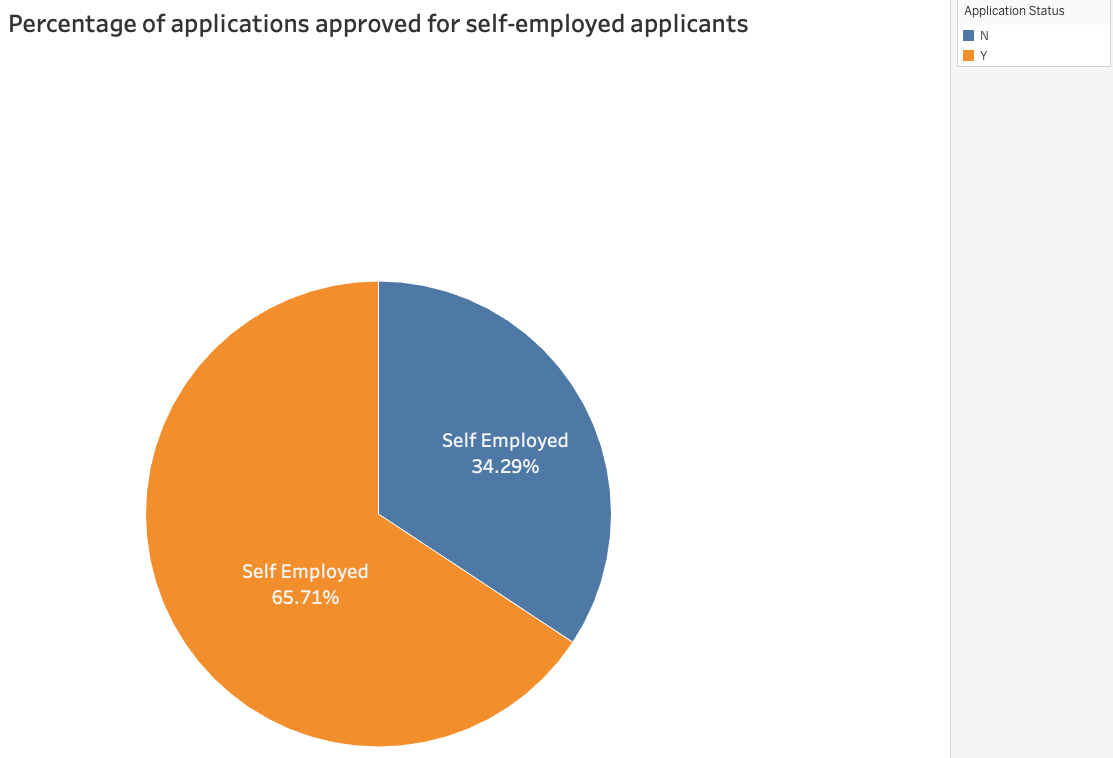 Percentage of applications approved for self-employed applicants
Application Status
N
Y
Self Employed
34.29%
Self Employed
65.71%